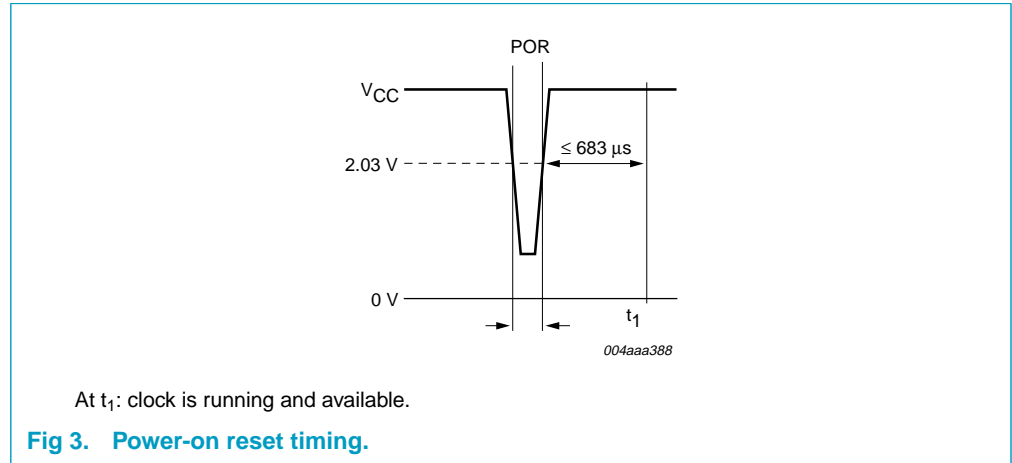 POR
VCC
≤ 683 μs
2.03 V
0 V
t1
004aaa388
At t1: clock is running and available.
Fig 3. Power-on reset timing.